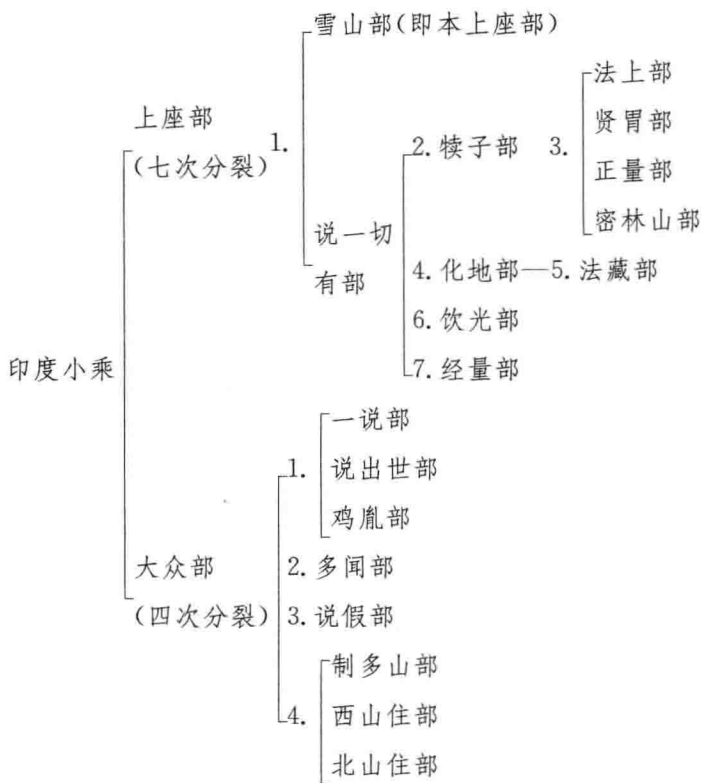 雪山部(即本上座部)
法上部
上座部
贤胄部
1.
2. 犊子部 3.
(七次分裂)
正量部
密林山部
说一切
有部
4. 化地部—5. 法藏部
6. 饮光部
印度小乘
7. 经量部
一说部
1. 说出世部
鸡胤部
大众部
2. 多闻部
(四次分裂)
3. 说假部
制多山部
4. 西山住部
北山住部